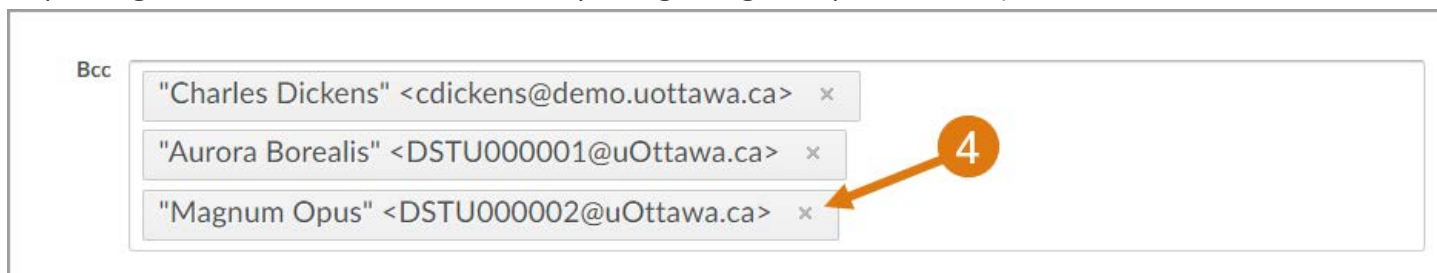 Bcc
"Charles Dickens" <cdickens@demo.uottawa.ca> ×
"Aurora Borealis" <DSTU000001@uOttawa.ca> ×
4
"Magnum Opus" <DSTU000002@uOttawa.ca> ×